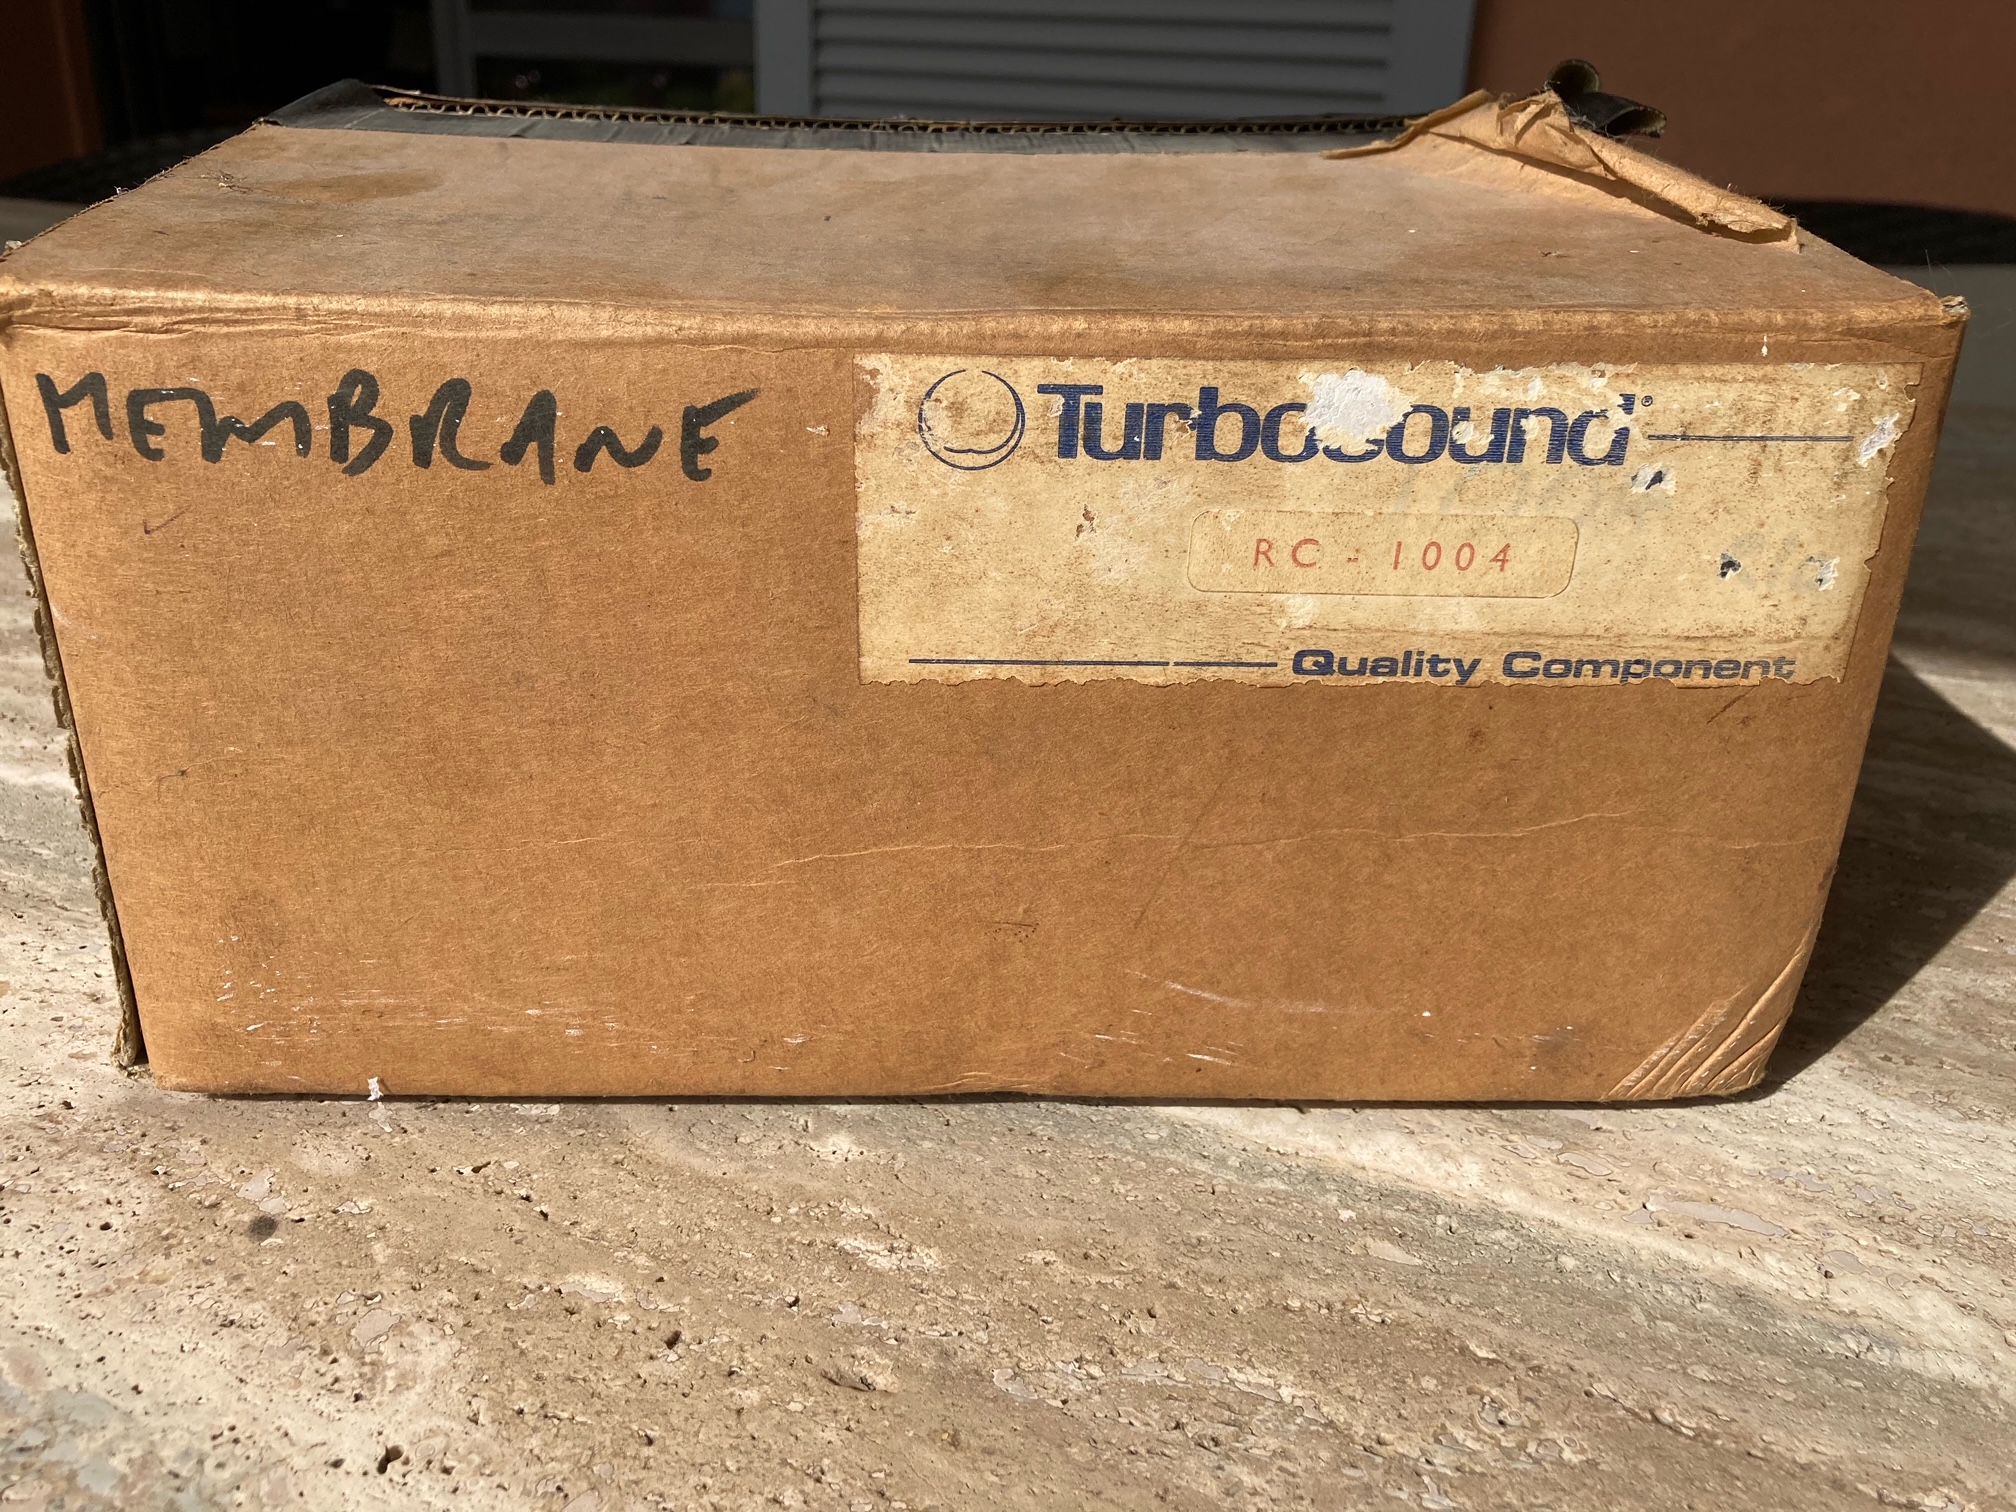 MEMBRANE
Turbosound®
RC - 1004
Quality Component